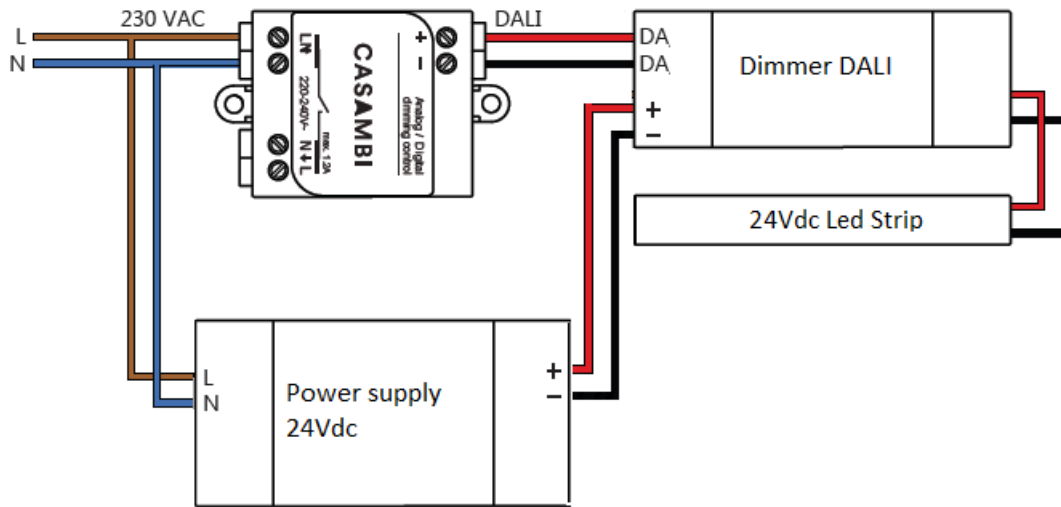 230 VAC
DALI
L
N
LN
220-240V~
max. 1.2A
N L
CASAMBI
Analog / Digital
dimming control
+
-
DA
DA
+
-
Dimmer DALI
24Vdc Led Strip
L
N
Power supply
24Vdc
+
-